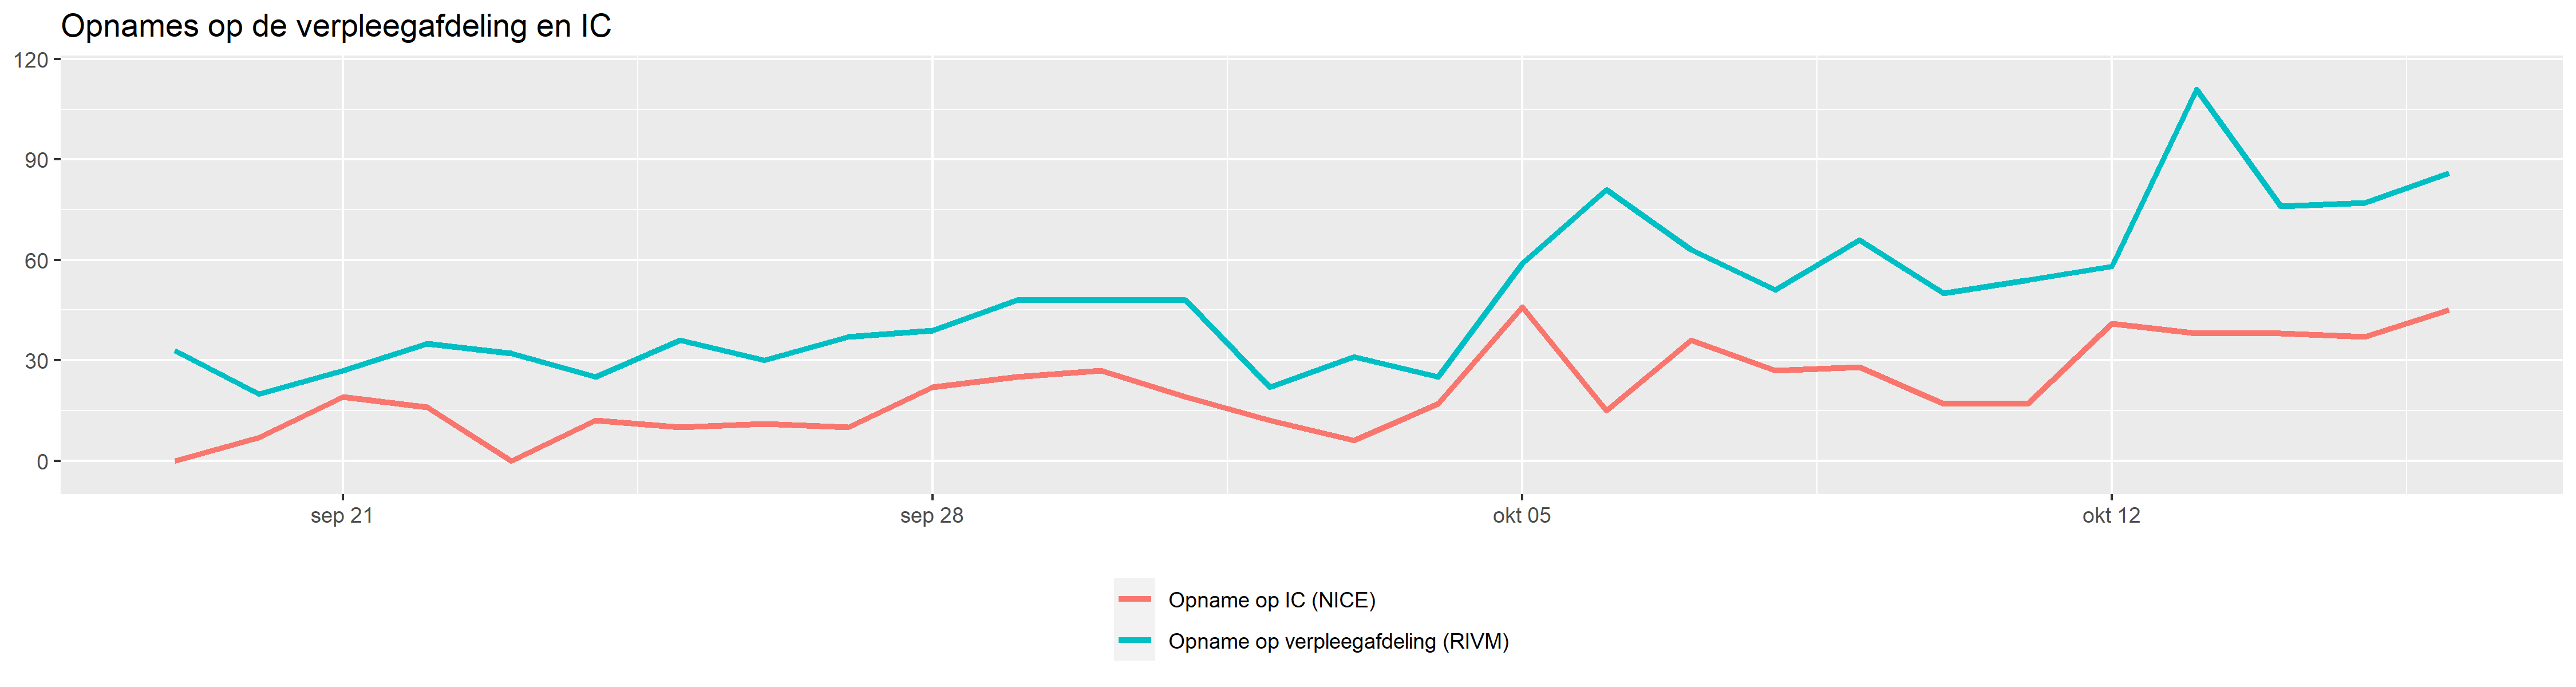 Opnames op de verpleegafdeling en IC
120
90
60
30
0
sep 21 sep 28 okt 05 okt 12
Opname op IC (NICE)
Opname op verpleegafdeling (RIVM)